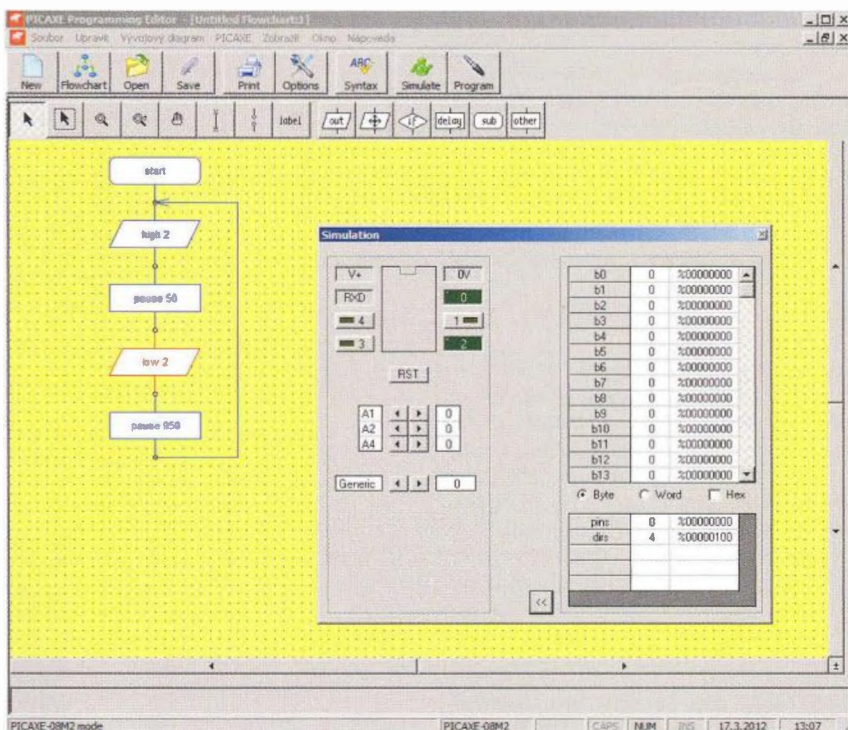 PICAXE Programming Editor - [Untitled Flowchart:1]
Soubor Upravit Vývojový diagram PICAXE Zobrazit Okno Nápověda
New Flowchart Open Save Print Options Syntax Simulate Program
ABC
label out if delay sub other
start
high 2
pause 50
low 2
pause 950
Simulation
V+ 0V
RXD 0
4 1
3 2
RST
A1 0
A2 0
A4 0
Generic 0
b0 0 %00000000
b1 0 %00000000
b2 0 %00000000
b3 0 %00000000
b4 0 %00000000
b5 0 %00000000
b6 0 %00000000
b7 0 %00000000
b8 0 %00000000
b9 0 %00000000
b10 0 %00000000
b11 0 %00000000
b12 0 %00000000
b13 0 %00000000
Byte Word Hex
pins 0 %00000000
dirs 4 %00000100
<<
PICAXE-08M2 mode PICAXE-08M2 CAPS NUM INS 17.3.2012 13:07